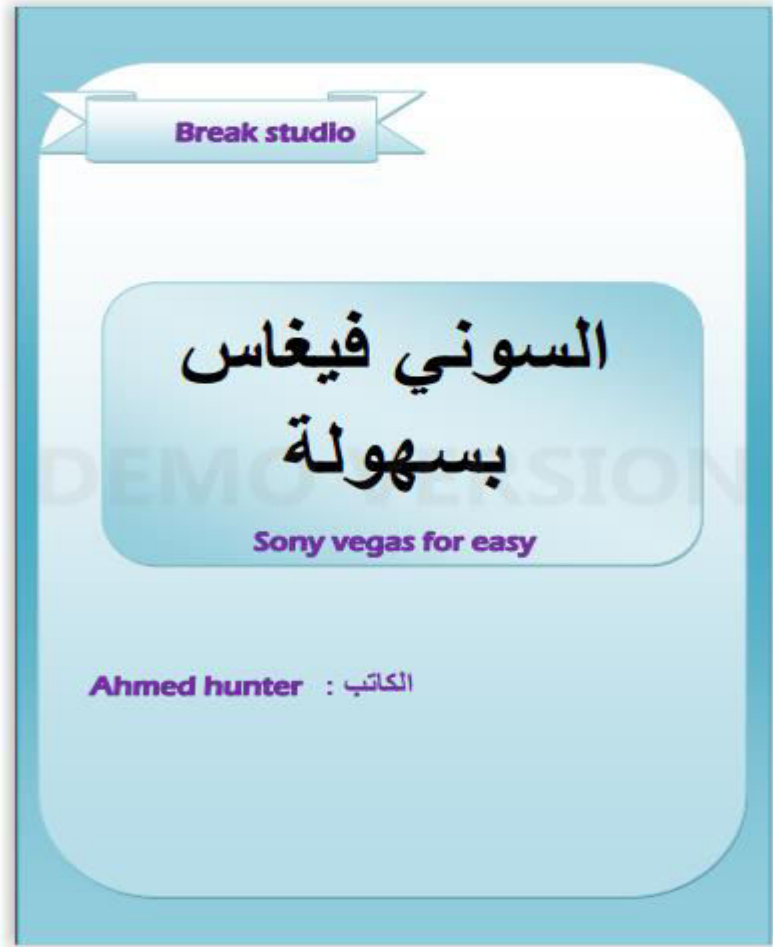 Break studio
السوني فيغاس
بسهولة
DEMO VERSION
Sony vegas for easy
الكاتب : Ahmed hunter